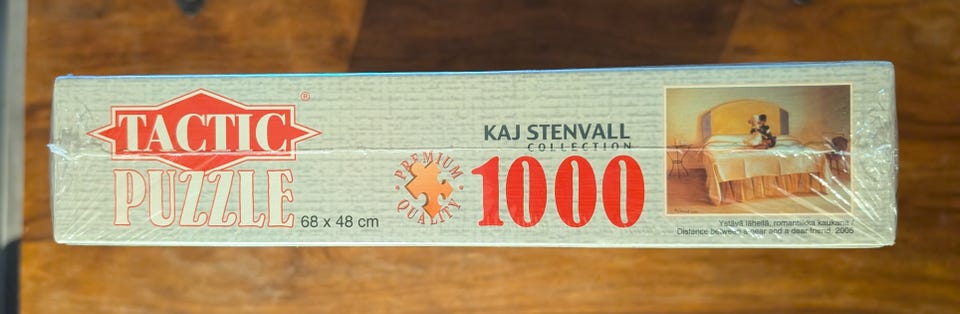 TACTIC®
PUZZLE
68 x 48 cm
PREMIUM
QUALITY
KAJ STENVALL
COLLECTION
1000
Ystävä lähellä, romantiikka kaukana /
Distance between a near and a dear friend, 2005